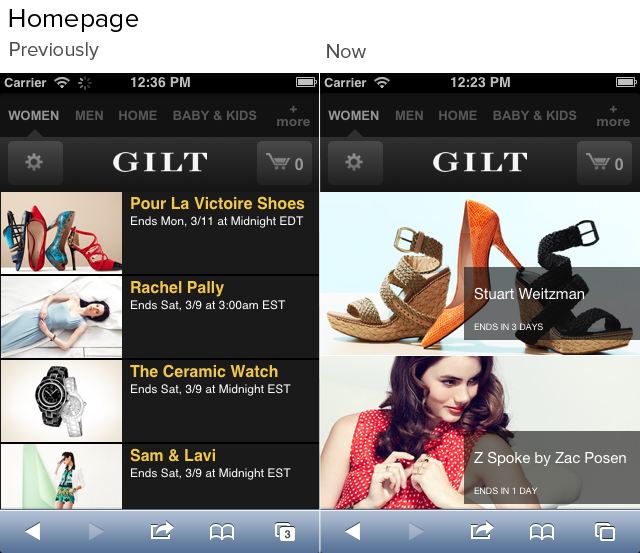 Homepage
Previously
Now
Carrier 12:36 PM
WOMEN MEN HOME BABY & KIDS + more
GILT 0
Pour La Victoire Shoes
Ends Mon, 3/11 at Midnight EDT
Rachel Pally
Ends Sat, 3/9 at 3:00am EST
The Ceramic Watch
Ends Sat, 3/9 at Midnight EST
Sam & Lavi
Ends Sat, 3/9 at Midnight EST
3
Carrier 12:23 PM
WOMEN MEN HOME BABY & KIDS + more
GILT 0
Stuart Weitzman
ENDS IN 3 DAYS
Z Spoke by Zac Posen
ENDS IN 1 DAY